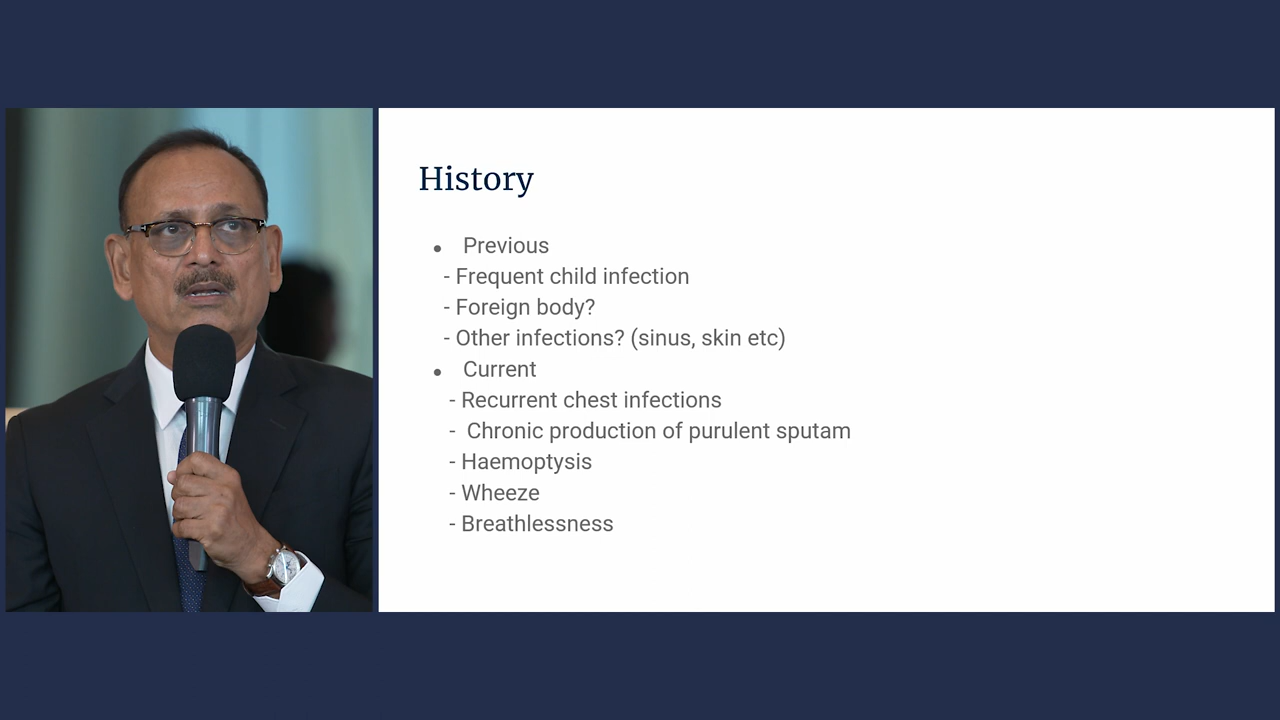 History
● Previous
- Frequent child infection
- Foreign body?
- Other infections? (sinus, skin etc)
● Current
- Recurrent chest infections
- Chronic production of purulent sputam
- Haemoptysis
- Wheeze
- Breathlessness